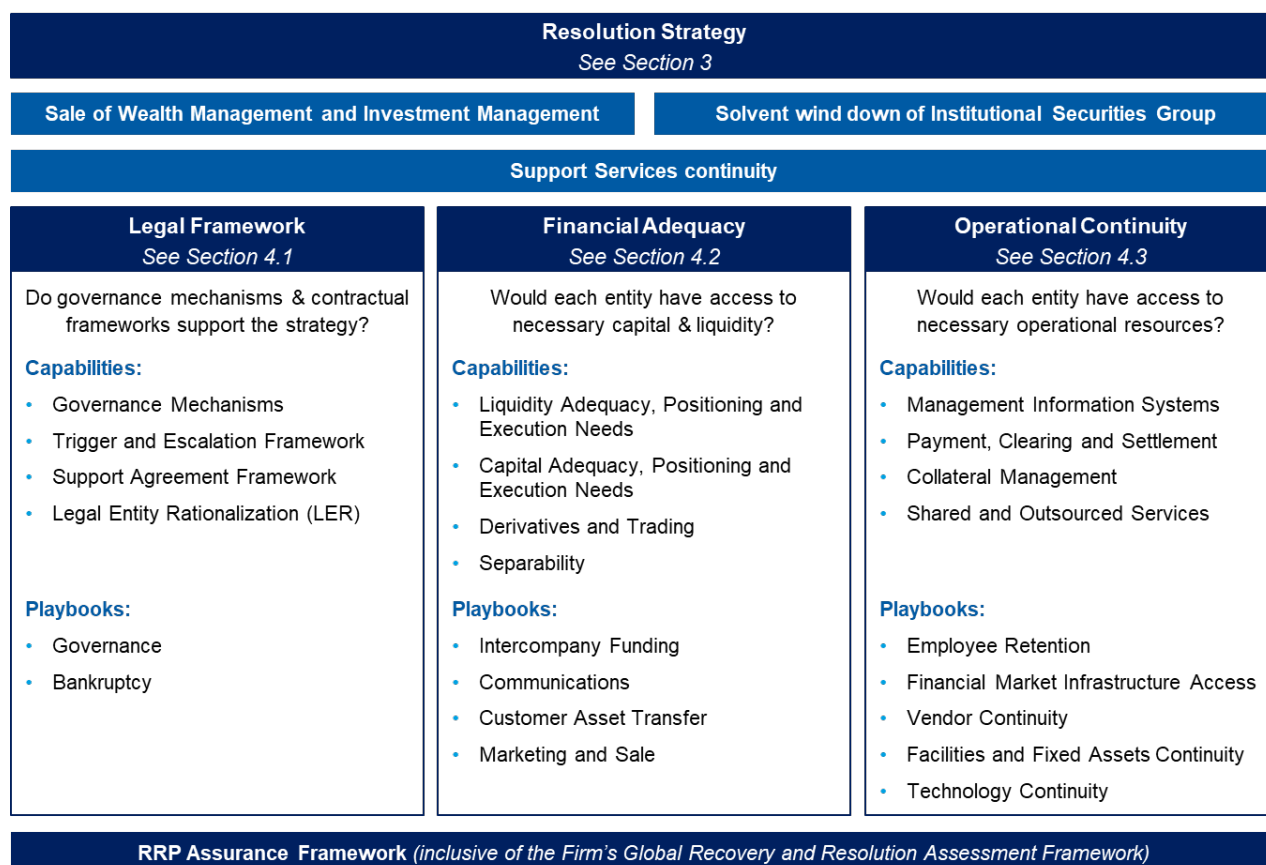 Resolution Strategy
See Section 3
Sale of Wealth Management and Investment Management
Solvent wind down of Institutional Securities Group
Support Services continuity
Legal Framework
See Section 4.1
Do governance mechanisms & contractual
frameworks support the strategy?
Capabilities:
• Governance Mechanisms
• Trigger and Escalation Framework
• Support Agreement Framework
• Legal Entity Rationalization (LER)
Playbooks:
• Governance
• Bankruptcy
Financial Adequacy
See Section 4.2
Would each entity have access to
necessary capital & liquidity?
Capabilities:
• Liquidity Adequacy, Positioning and
Execution Needs
• Capital Adequacy, Positioning and
Execution Needs
• Derivatives and Trading
• Separability
Playbooks:
• Intercompany Funding
• Communications
• Customer Asset Transfer
• Marketing and Sale
Operational Continuity
See Section 4.3
Would each entity have access to
necessary operational resources?
Capabilities:
• Management Information Systems
• Payment, Clearing and Settlement
• Collateral Management
• Shared and Outsourced Services
Playbooks:
• Employee Retention
• Financial Market Infrastructure Access
• Vendor Continuity
• Facilities and Fixed Assets Continuity
• Technology Continuity
RRP Assurance Framework (inclusive of the Firm's Global Recovery and Resolution Assessment Framework)